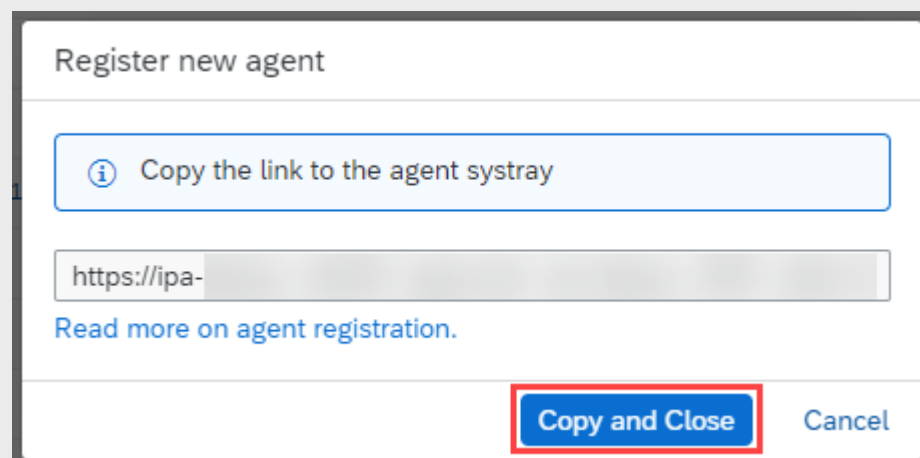 Register new agent
Copy the link to the agent systray
https://ipa-
Read more on agent registration.
Copy and Close
Cancel